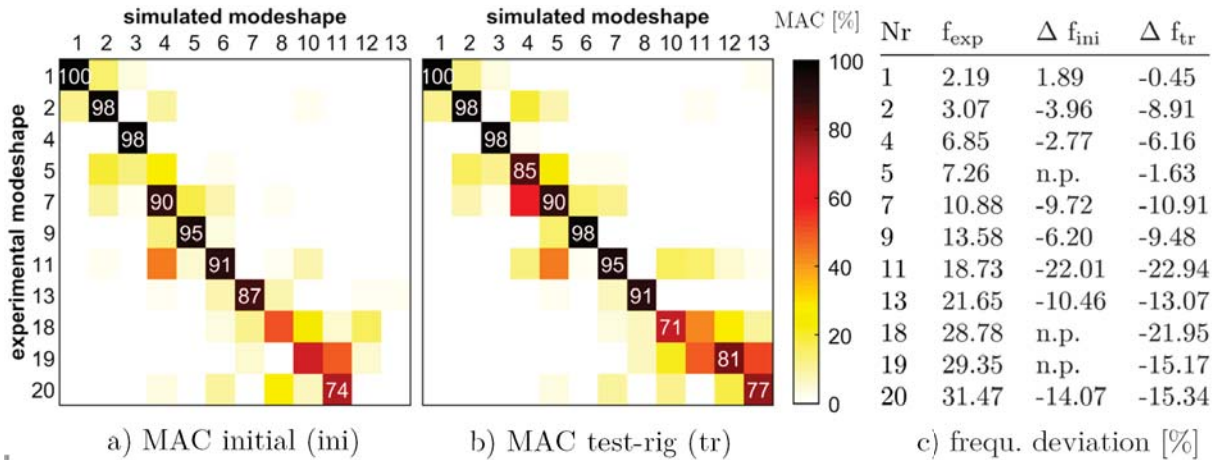 simulated modeshape
1 2 3 4 5 6 7 8 10 11 12 13
experimental modeshape
1 100
2 98
4 98
5
7 90
9 95
11 91
13 87
18
19
20 74
a) MAC initial (ini)
simulated modeshape
1 2 3 4 5 6 7 8 10 11 12 13
100
98
98
85
90
98
95
91
71
81
77
b) MAC test-rig (tr)
MAC [%]
100
80
60
40
20
0
Nr f_exp Δ f_ini Δ f_tr
1 2.19 1.89 -0.45
2 3.07 -3.96 -8.91
4 6.85 -2.77 -6.16
5 7.26 n.p. -1.63
7 10.88 -9.72 -10.91
9 13.58 -6.20 -9.48
11 18.73 -22.01 -22.94
13 21.65 -10.46 -13.07
18 28.78 n.p. -21.95
19 29.35 n.p. -15.17
20 31.47 -14.07 -15.34
c) frequ. deviation [%]